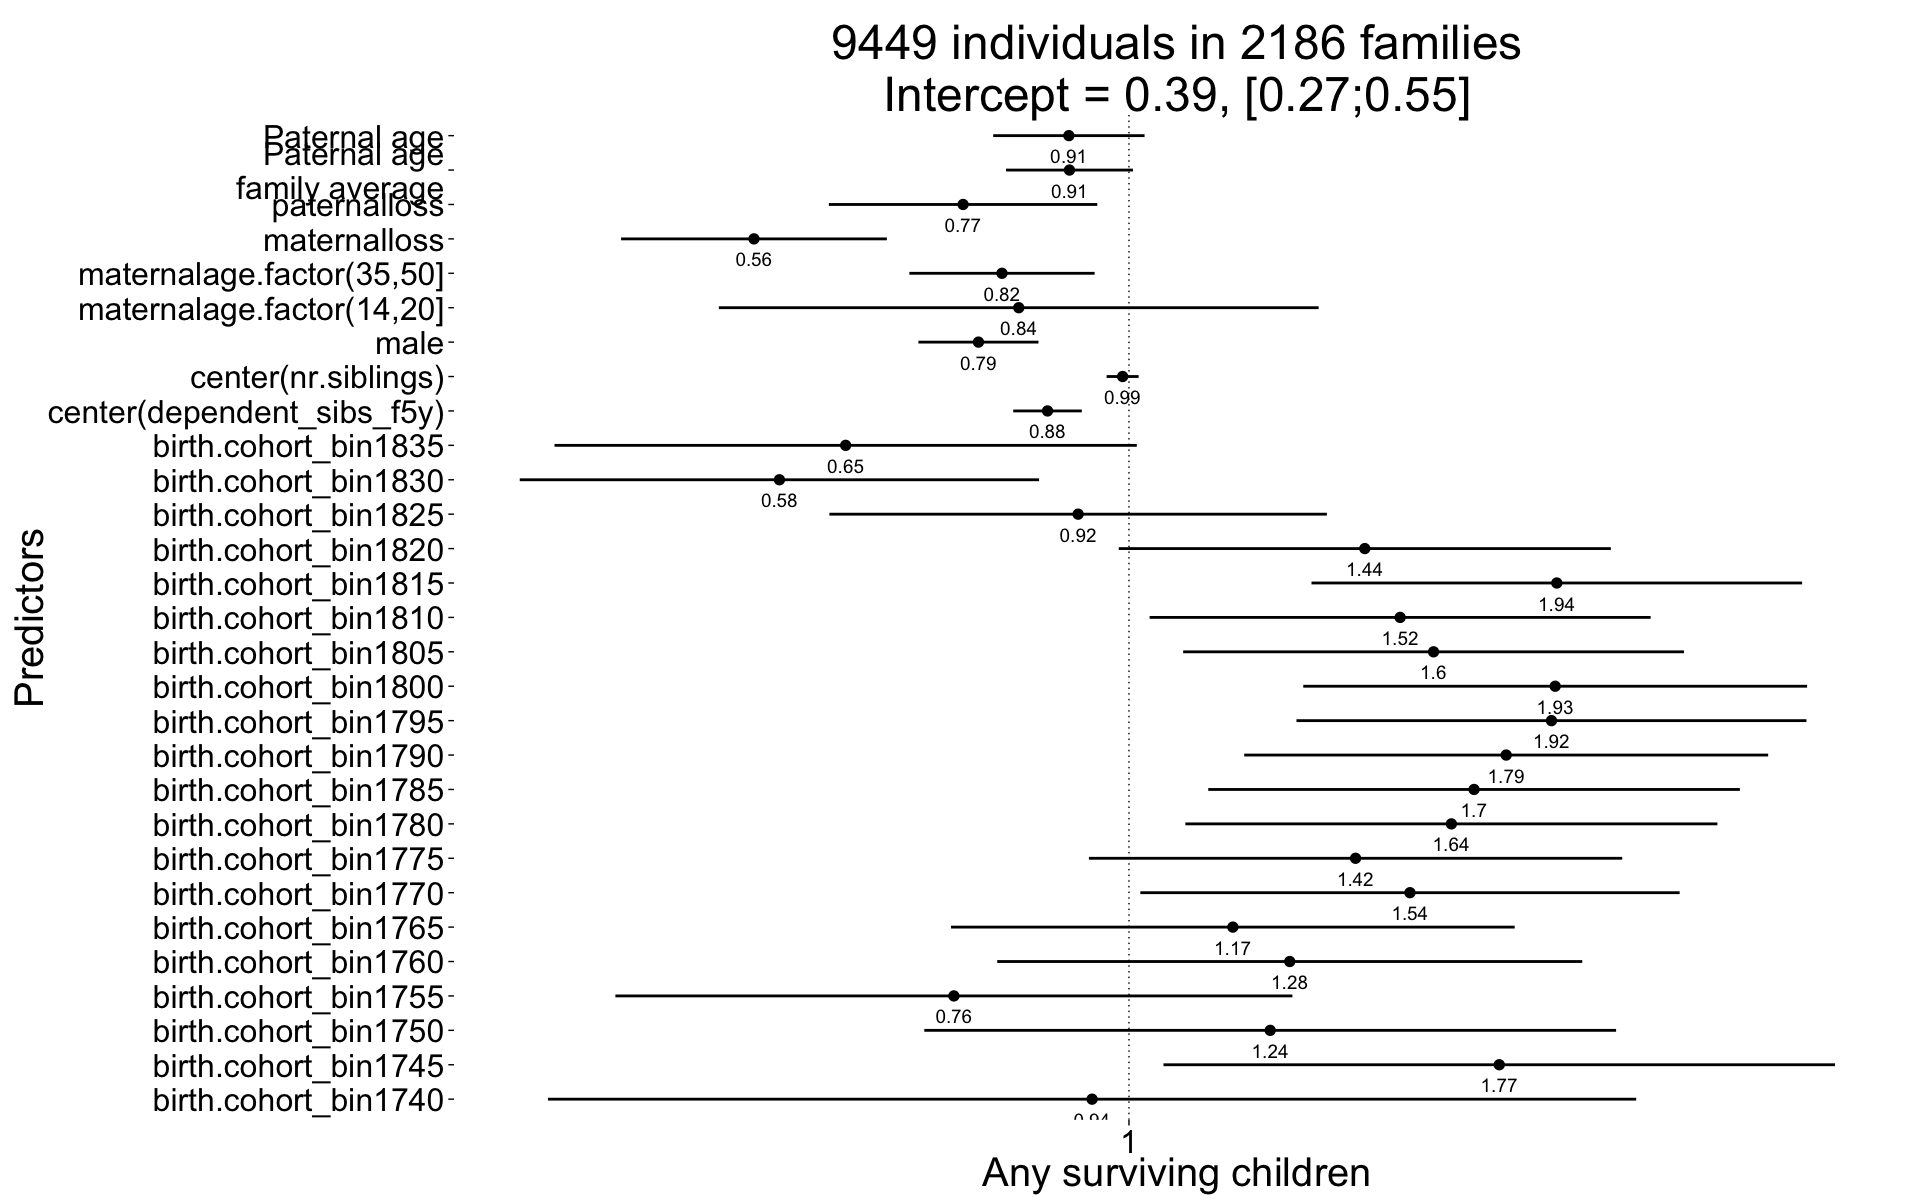 9449 individuals in 2186 families
Intercept = 0.39, [0.27;0.55]
Predictors
Paternal age
0.91
Paternal age
family average
0.91
paternalloss
0.77
maternalloss
0.56
maternalage.factor(35,50]
0.82
maternalage.factor(14,20]
0.84
male
0.79
center(nr.siblings)
0.99
center(dependent_sibs_f5y)
0.88
birth.cohort_bin1835
0.65
birth.cohort_bin1830
0.58
birth.cohort_bin1825
0.92
birth.cohort_bin1820
1.44
birth.cohort_bin1815
1.94
birth.cohort_bin1810
1.52
birth.cohort_bin1805
1.6
birth.cohort_bin1800
1.93
birth.cohort_bin1795
1.92
birth.cohort_bin1790
1.79
birth.cohort_bin1785
1.7
birth.cohort_bin1780
1.64
birth.cohort_bin1775
1.42
birth.cohort_bin1770
1.54
birth.cohort_bin1765
1.17
birth.cohort_bin1760
1.28
birth.cohort_bin1755
0.76
birth.cohort_bin1750
1.24
birth.cohort_bin1745
1.77
birth.cohort_bin1740
0.94
1
Any surviving children